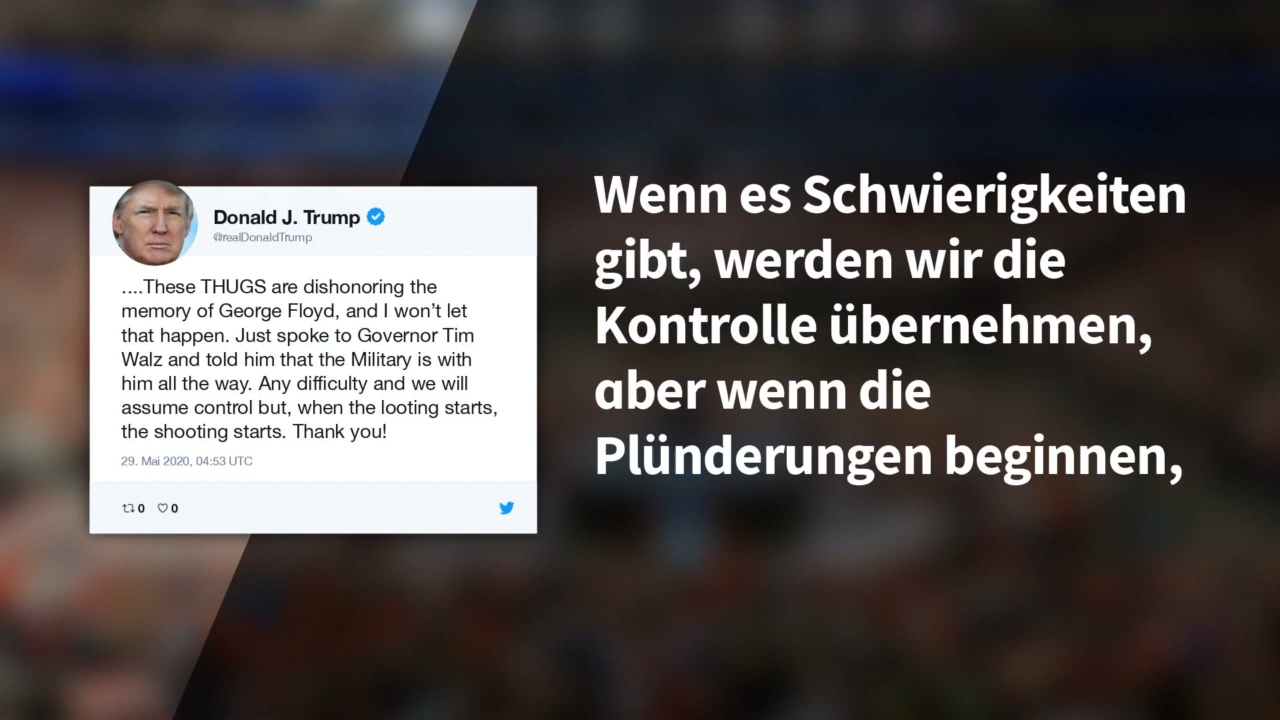 Donald J. Trump
@realDonaldTrump
....These THUGS are dishonoring the
memory of George Floyd, and I won’t let
that happen. Just spoke to Governor Tim
Walz and told him that the Military is with
him all the way. Any difficulty and we will
assume control but, when the looting starts,
the shooting starts. Thank you!
29. Mai 2020, 04:53 UTC
0 0
Wenn es Schwierigkeiten
gibt, werden wir die
Kontrolle übernehmen,
aber wenn die
Plünderungen beginnen,